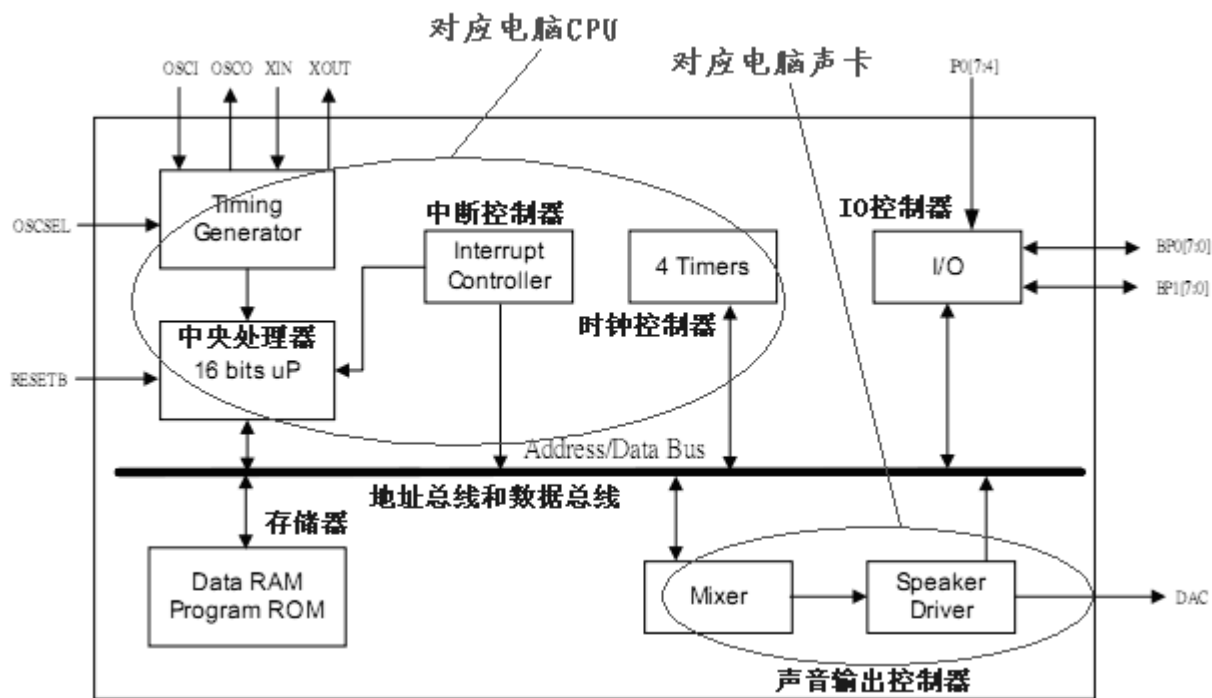 对应电脑CPU
对应电脑声卡
OSCI
OSCO
XIN
XOUT
P0[7:4]
OSCSEL
Timing
Generator
中断控制器
Interrupt
Controller
4 Timers
时钟控制器
IO控制器
I/O
BP0[7:0]
BP1[7:0]
RESETB
中央处理器
16 bits uP
Address/Data Bus
地址总线和数据总线
存储器
Data RAM
Program ROM
Mixer
Speaker
Driver
DAC
声音输出控制器